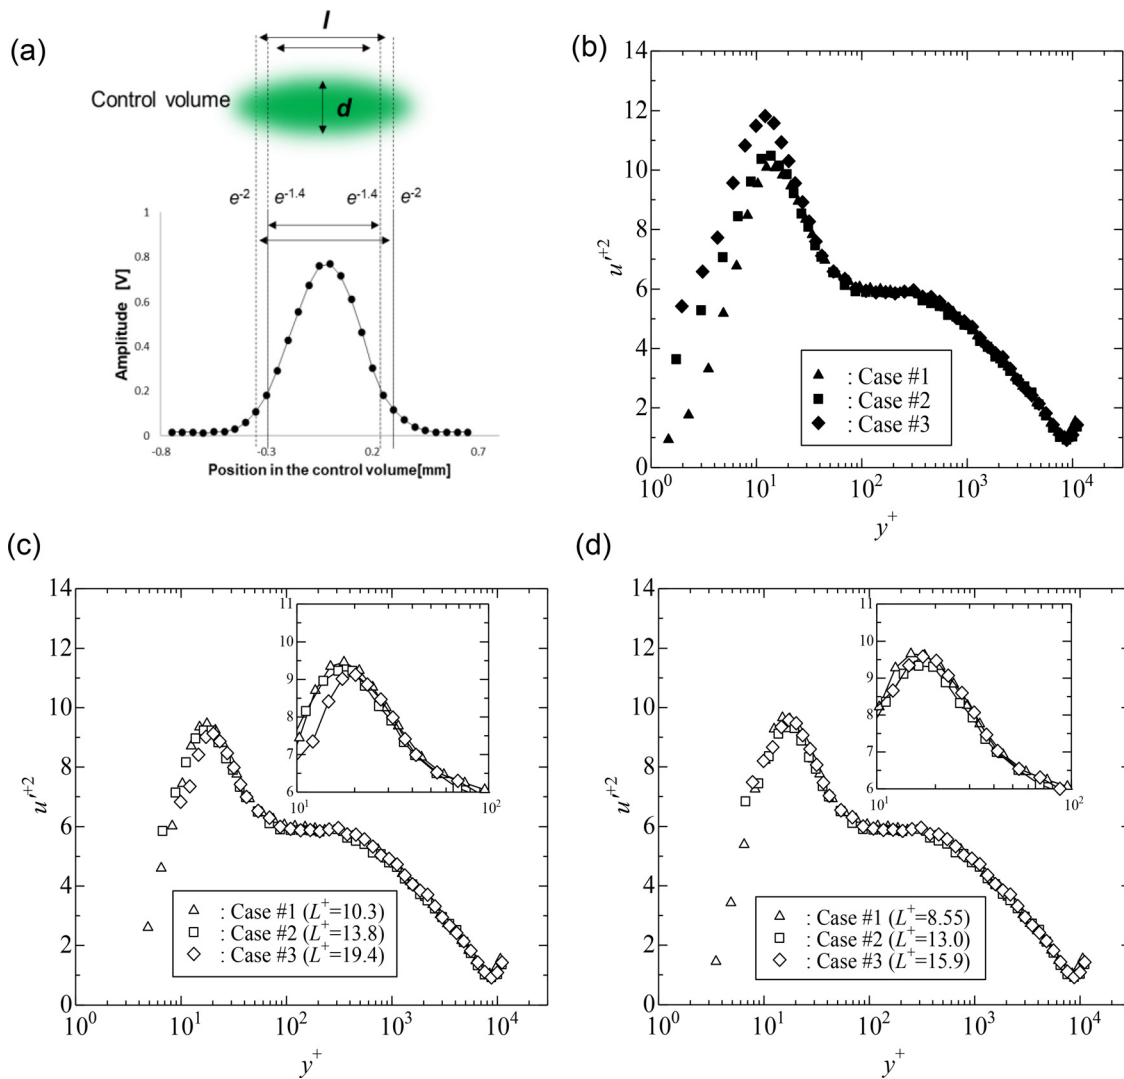 (a)
l
Control volume
d
e-2 e-1.4 e-1.4 e-2
1
0.8
0.6
0.4
0.2
0
Amplitude [V]
-0.8 -0.3 0.2 0.7
Position in the control volume[mm]
(b)
14
12
10
8
6
4
2
0
u'+2
: Case #1
: Case #2
: Case #3
10^0 10^1 10^2 10^3 10^4
y+
(c)
14
12
10
8
6
4
2
0
u'+2
11
10
9
8
7
6
10^1 10^2
: Case #1 (L+=10.3)
: Case #2 (L+=13.8)
: Case #3 (L+=19.4)
10^0 10^1 10^2 10^3 10^4
y+
(d)
14
12
10
8
6
4
2
0
u'+2
11
10
9
8
7
6
10^1 10^2
: Case #1 (L+=8.55)
: Case #2 (L+=13.0)
: Case #3 (L+=15.9)
10^0 10^1 10^2 10^3 10^4
y+